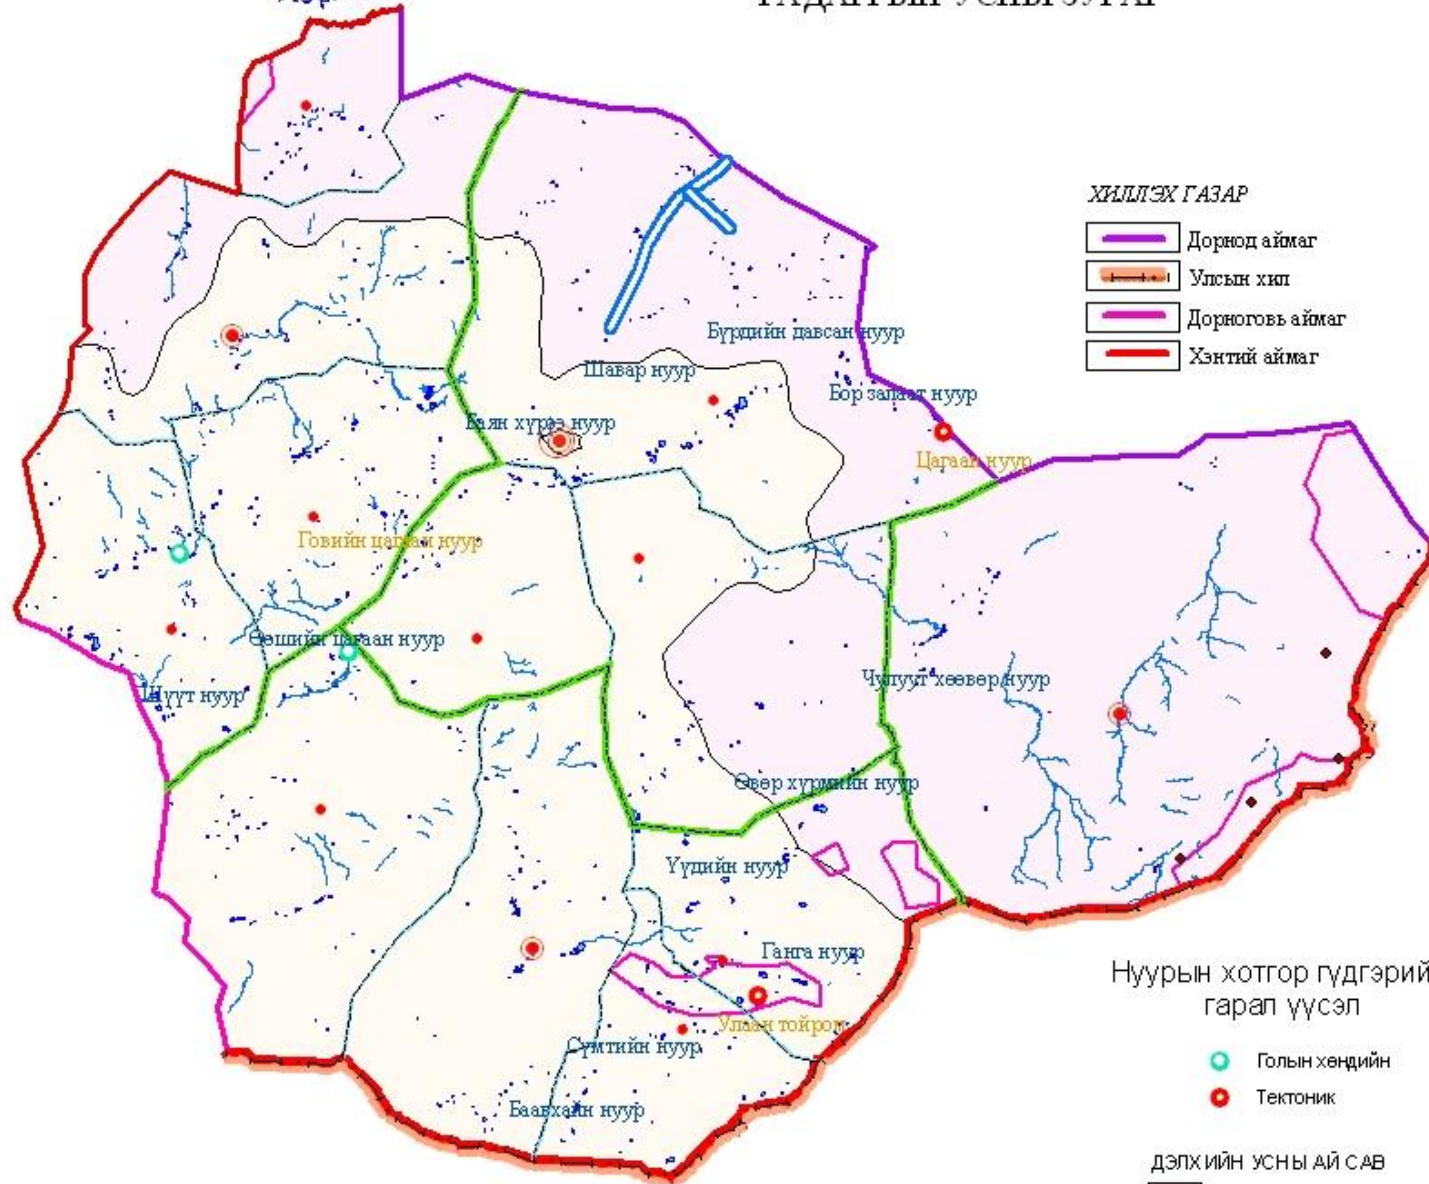 ХИЛЛЭХ ГАЗАР
Дорнод аймаг
Улсын хил
Дорноговь аймаг
Хэнтий аймаг
Бүрдийн давсан нуур
Шавар нуур
Бор залаат нуур
Баян хүрээ нуур
Цагаан нуур
Говийн цагаан нуур
Өөшийн цагаан нуур
Чулуут хөөвөр нуур
Шүүт нуур
Өвөр хүрмийн нуур
Үүдийн нуур
Ганга нуур
Улаан тойром
Сүмтийн нуур
Баавхайн нуур
Нуурын хотгор гүдгэрийн
гарал үүсэл
Голын хөндийн
Тектоник
ДЭЛХИЙН УСНЫ АЙ САВ